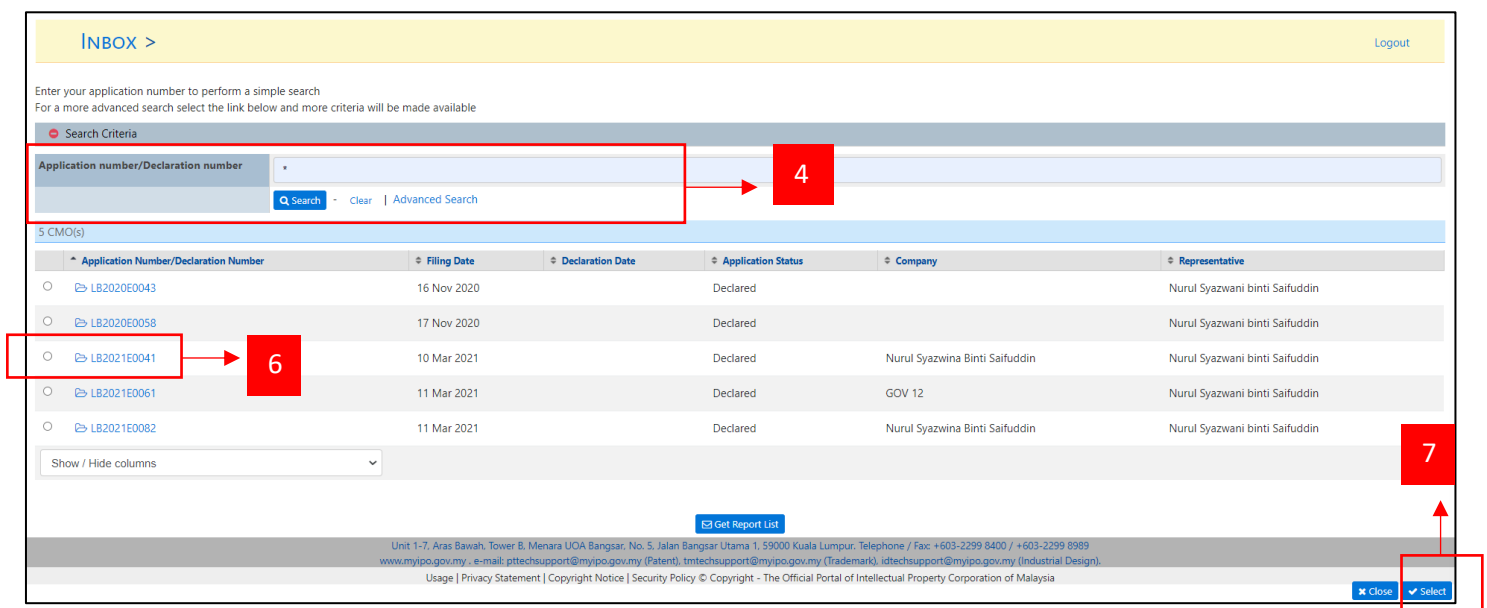 INBOX >
Logout
Enter your application number to perform a simple search
For a more advanced search select the link below and more criteria will be made available
Search Criteria
Application number/Declaration number *
4
Search - Clear | Advanced Search
5 CMO(s)
Application Number/Declaration Number Filing Date Declaration Date Application Status Company Representative
LB2020E0043 16 Nov 2020 Declared Nurul Syazwani binti Saifuddin
LB2020E0058 17 Nov 2020 Declared Nurul Syazwani binti Saifuddin
LB2021E0041 10 Mar 2021 Declared Nurul Syazwina Binti Saifuddin Nurul Syazwani binti Saifuddin
6
LB2021E0061 11 Mar 2021 Declared GOV 12 Nurul Syazwani binti Saifuddin
LB2021E0082 11 Mar 2021 Declared Nurul Syazwina Binti Saifuddin Nurul Syazwani binti Saifuddin
7
Show / Hide columns
Get Report List
Unit 1-7, Aras Bawah, Tower B, Menara UOA Bangsar, No. 5, Jalan Bangsar Utama 1, 59000 Kuala Lumpur. Telephone / Fax: +603-2299 8400 / +603-2299 8989
www.myipo.gov.my , e-mail: pttechsupport@myipo.gov.my (Patent), tmtechsupport@myipo.gov.my (Trademark), idtechsupport@myipo.gov.my (Industrial Design).
Usage | Privacy Statement | Copyright Notice | Security Policy © Copyright - The Official Portal of Intellectual Property Corporation of Malaysia
Close Select